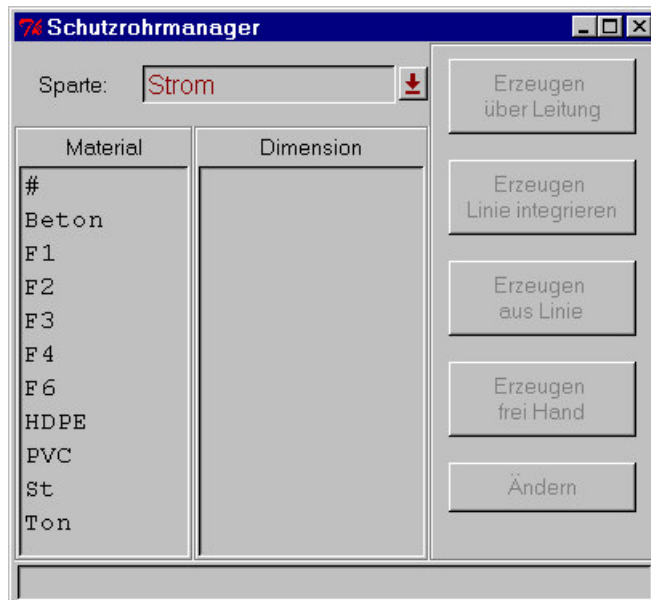 Schutzrohrmanager
Sparte: Strom
Material
#
Beton
F1
F2
F3
F4
F6
HDPE
PVC
St
Ton
Dimension
Erzeugen
über Leitung
Erzeugen
Linie integrieren
Erzeugen
aus Linie
Erzeugen
frei Hand
Ändern